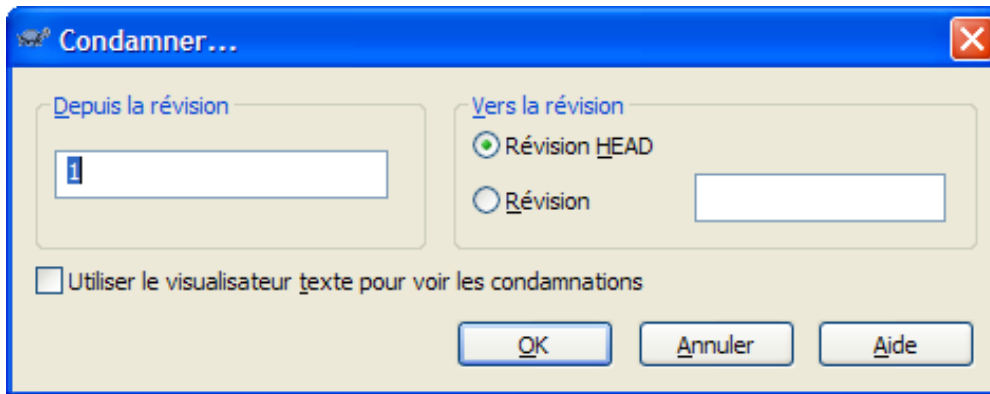 Condamner...
Depuis la révision
1
Vers la révision
Révision HEAD
Révision
Utiliser le visualisateur texte pour voir les condamnations
OK Annuler Aide